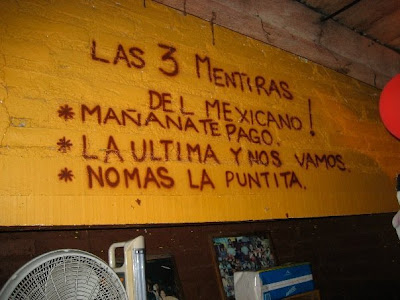 LAS 3 MENTIRAS
DEL MEXICANO!
* MAÑANA TE PAGO.
* LA ULTIMA Y NOS VAMOS.
* NOMAS LA PUNTITA.